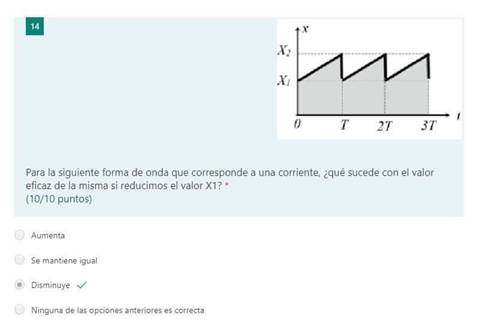 14
x
X2
X1
0 T 2T 3T t
Para la siguiente forma de onda que corresponde a una corriente, ¿qué sucede con el valor
eficaz de la misma si reducimos el valor X1? *
(10/10 puntos)
Aumenta
Se mantiene igual
Disminuye
Ninguna de las opciones anteriores es correcta